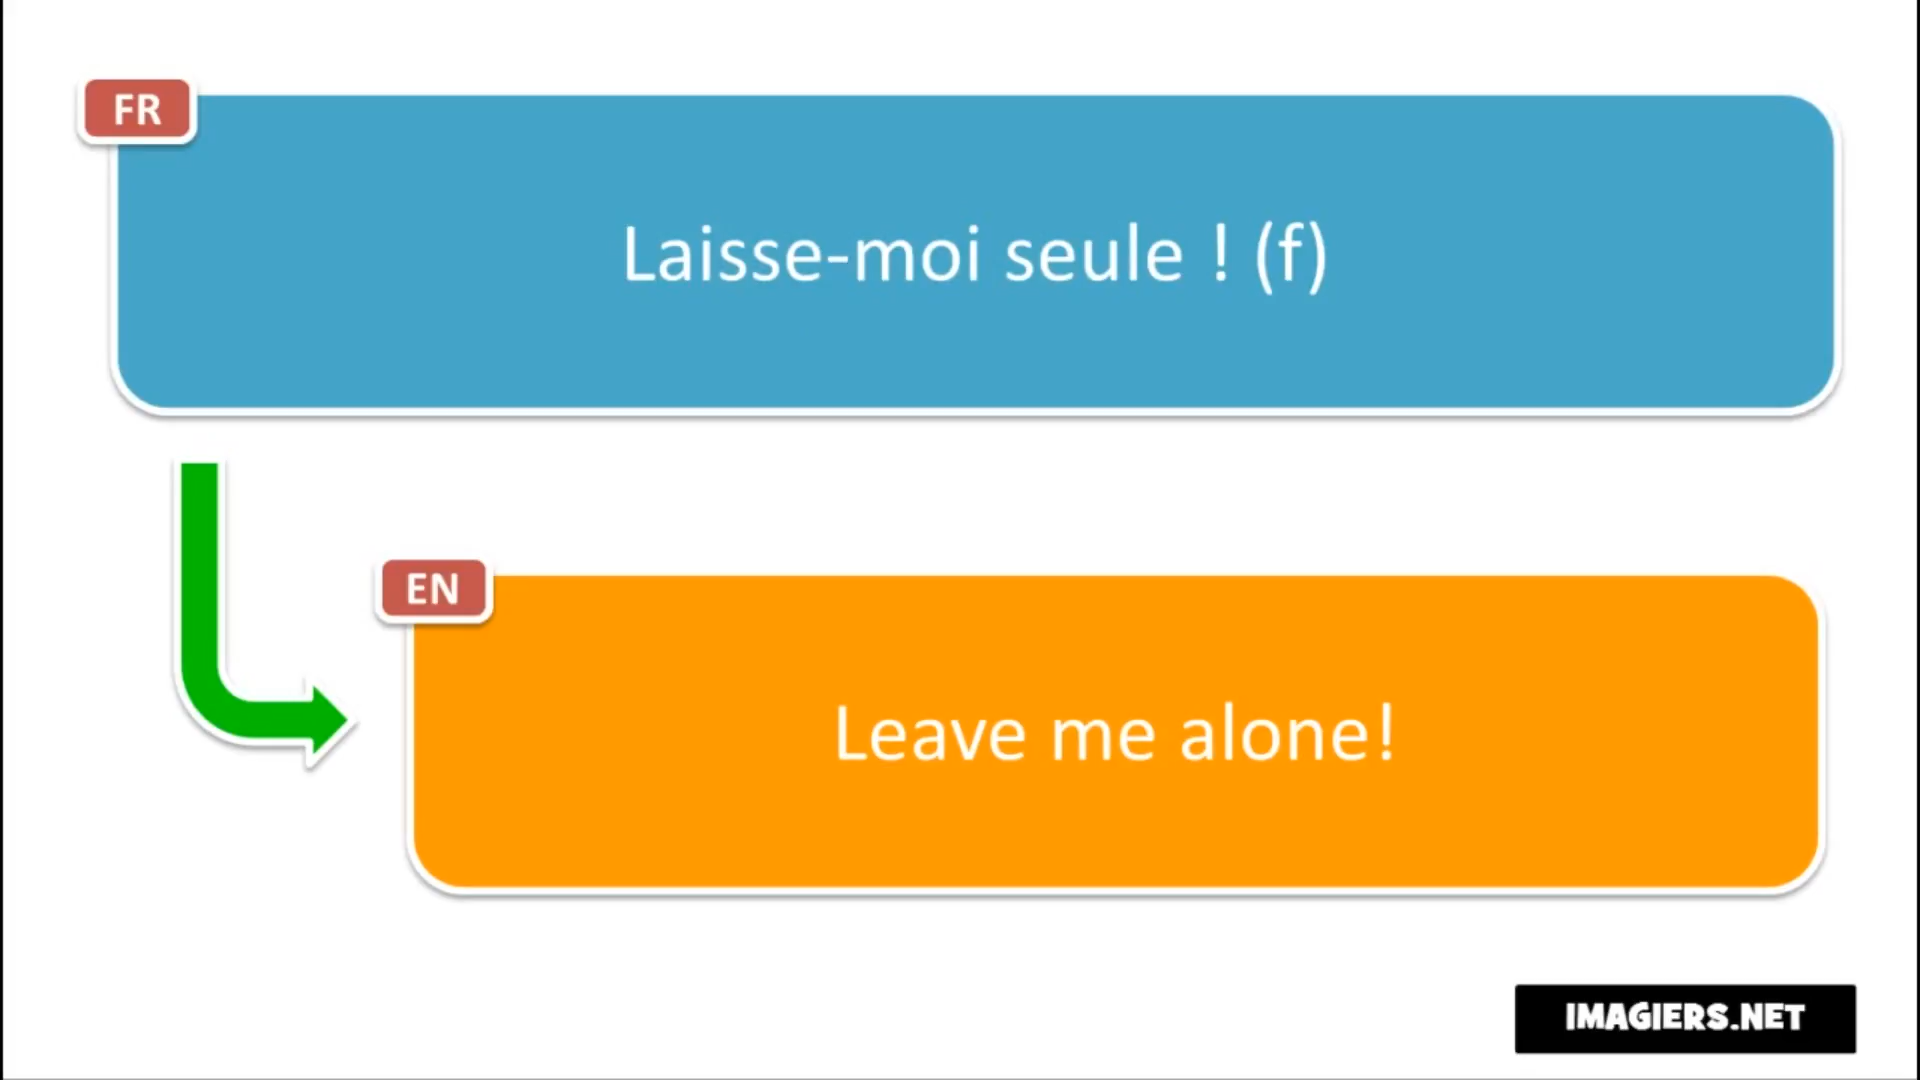 FR
Laisse-moi seule ! (f)
EN
Leave me alone!
IMAGIERS.NET